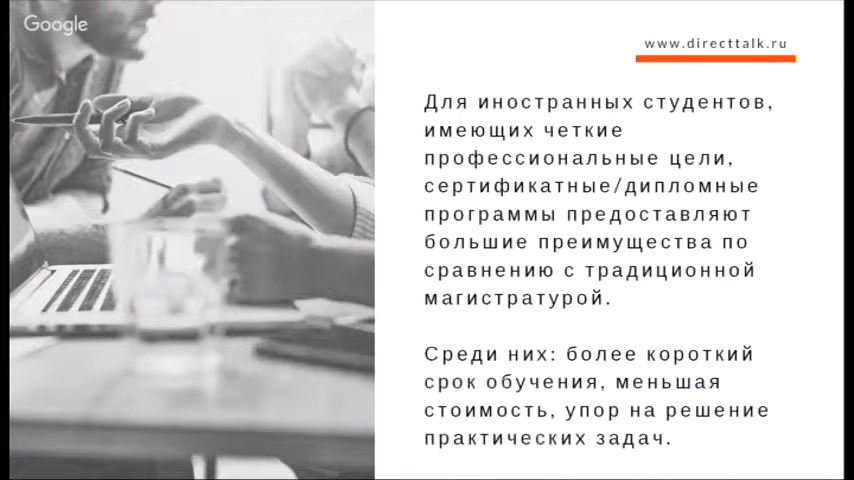 Google
www.directtalk.ru
Для иностранных студентов,
имеющих четкие
профессиональные цели,
сертификатные/дипломные
программы предоставляют
большие преимущества по
сравнению с традиционной
магистратурой.
Среди них: более короткий
срок обучения, меньшая
стоимость, упор на решение
практических задач.